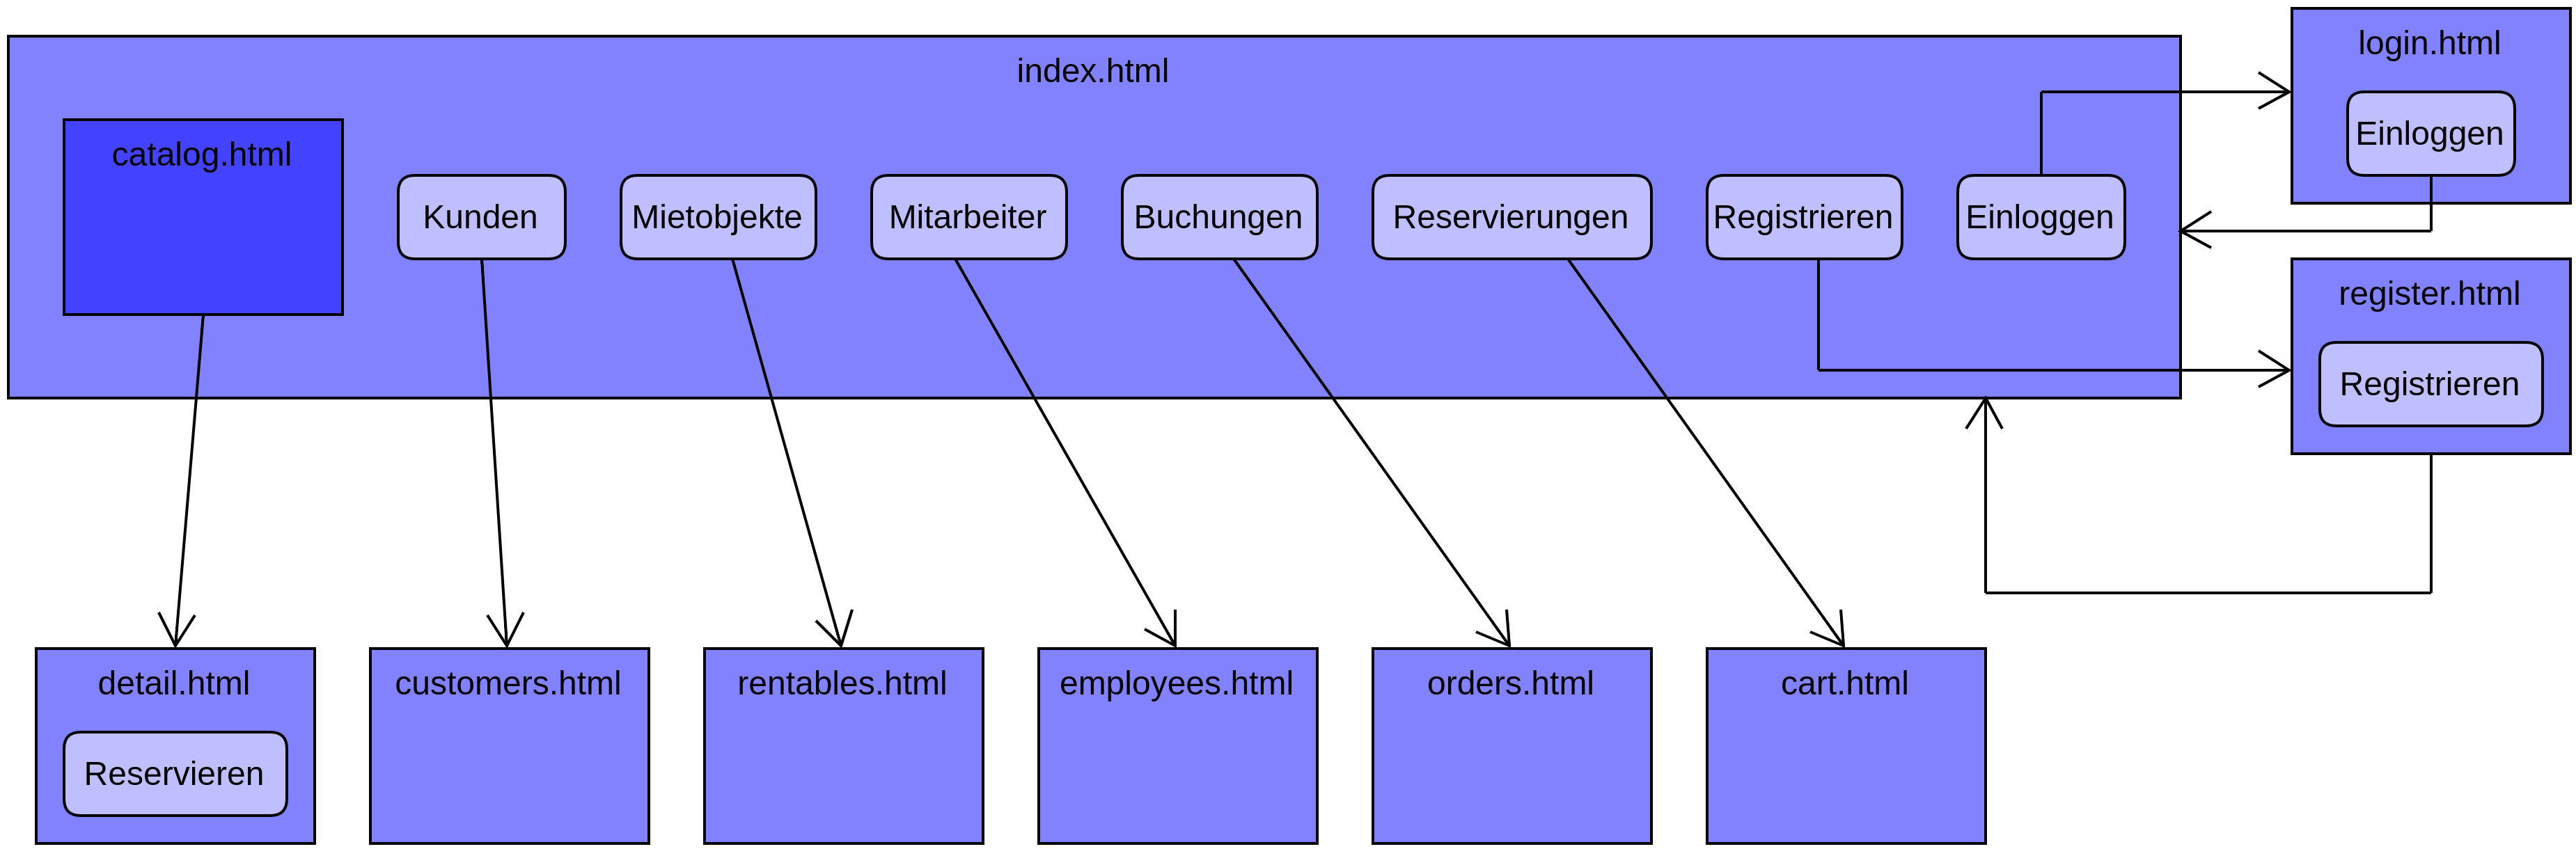 index.html
login.html
Einloggen
catalog.html
Kunden
Mietobjekte
Mitarbeiter
Buchungen
Reservierungen
Registrieren
Einloggen
register.html
Registrieren
detail.html
Reservieren
customers.html
rentables.html
employees.html
orders.html
cart.html